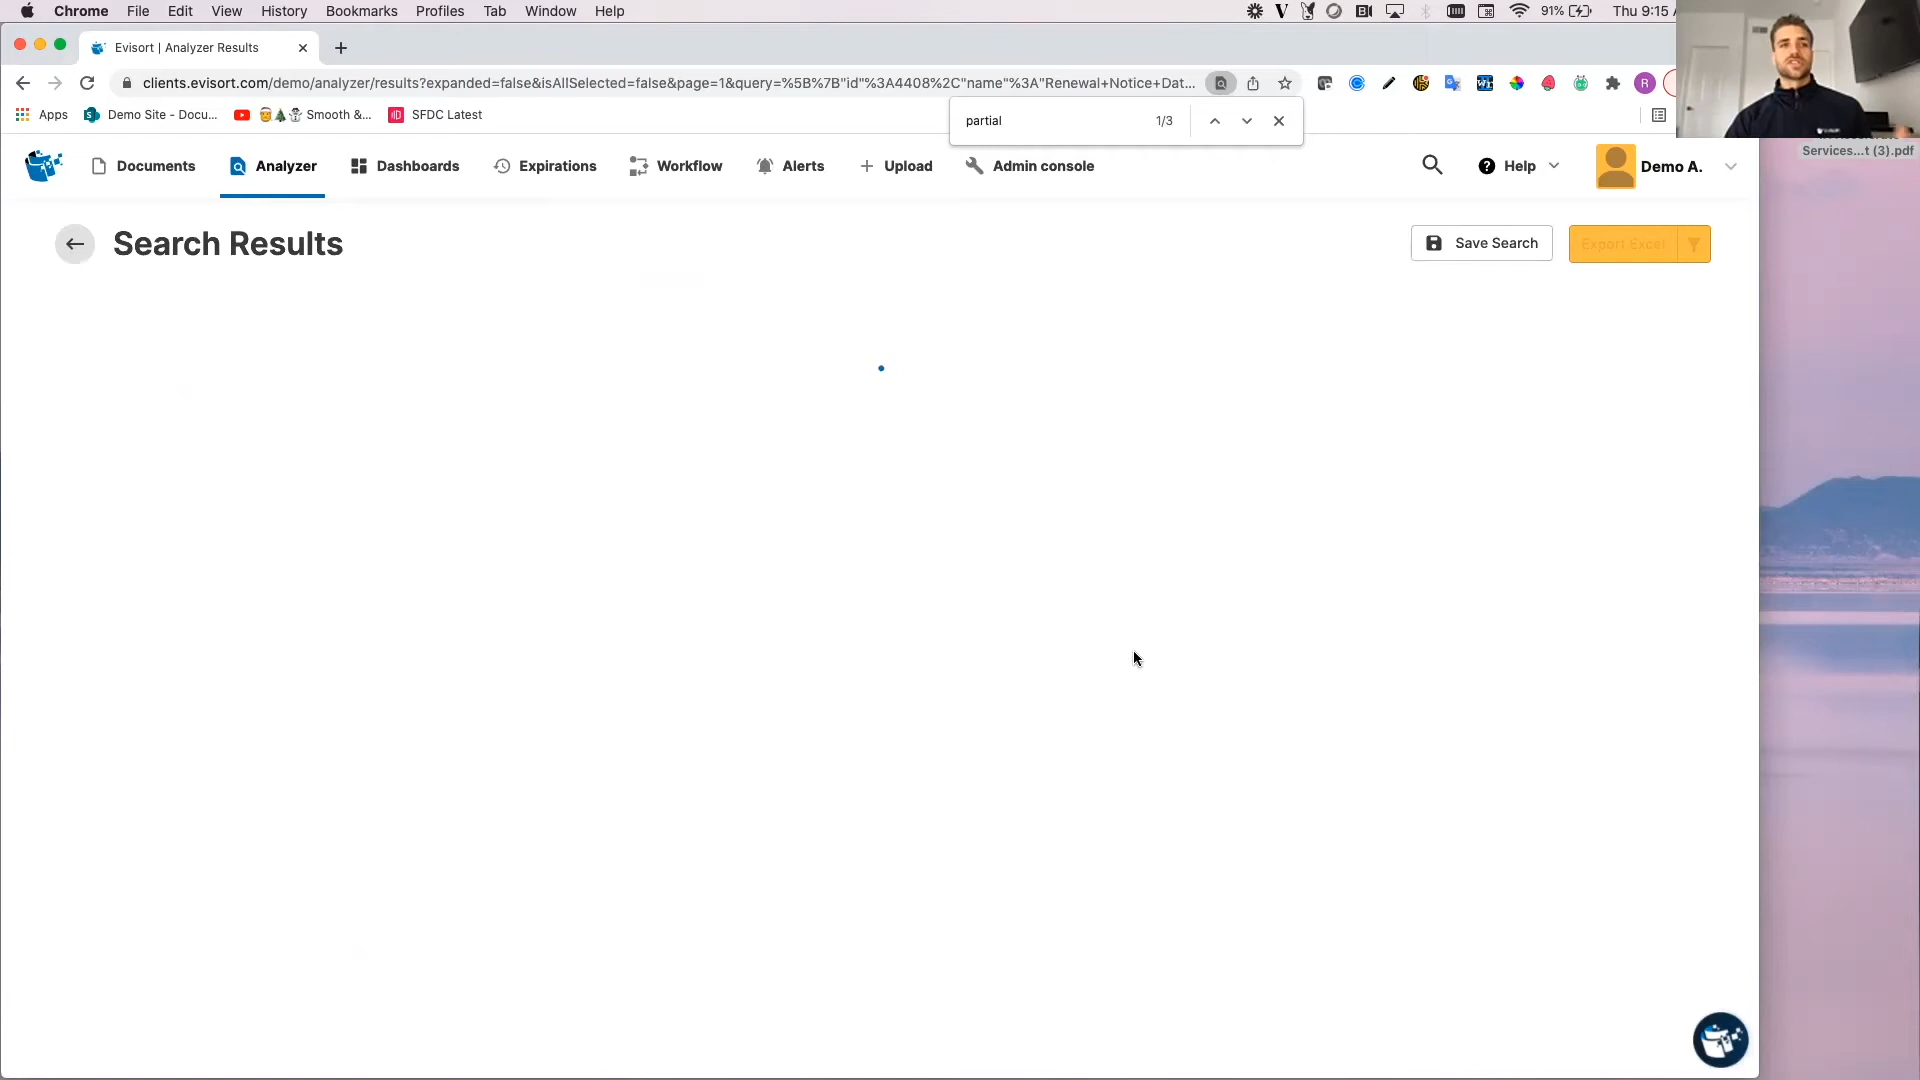 Chrome File Edit View History Bookmarks Profiles Tab Window Help 91% Thu 9:15
Evisort | Analyzer Results
clients.evisort.com/demo/analyzer/results?expanded=false&isAllSelected=false&page=1&query=%5B%7B"id"%3A4408%2C"name"%3A"Renewal+Notice+Dat...
Apps Demo Site - Docu... Smooth &... SFDC Latest
partial 1/3
Services...t (3).pdf
Documents Analyzer Dashboards Expirations Workflow Alerts Upload Admin console Help Demo A.
Search Results Save Search Export Excel